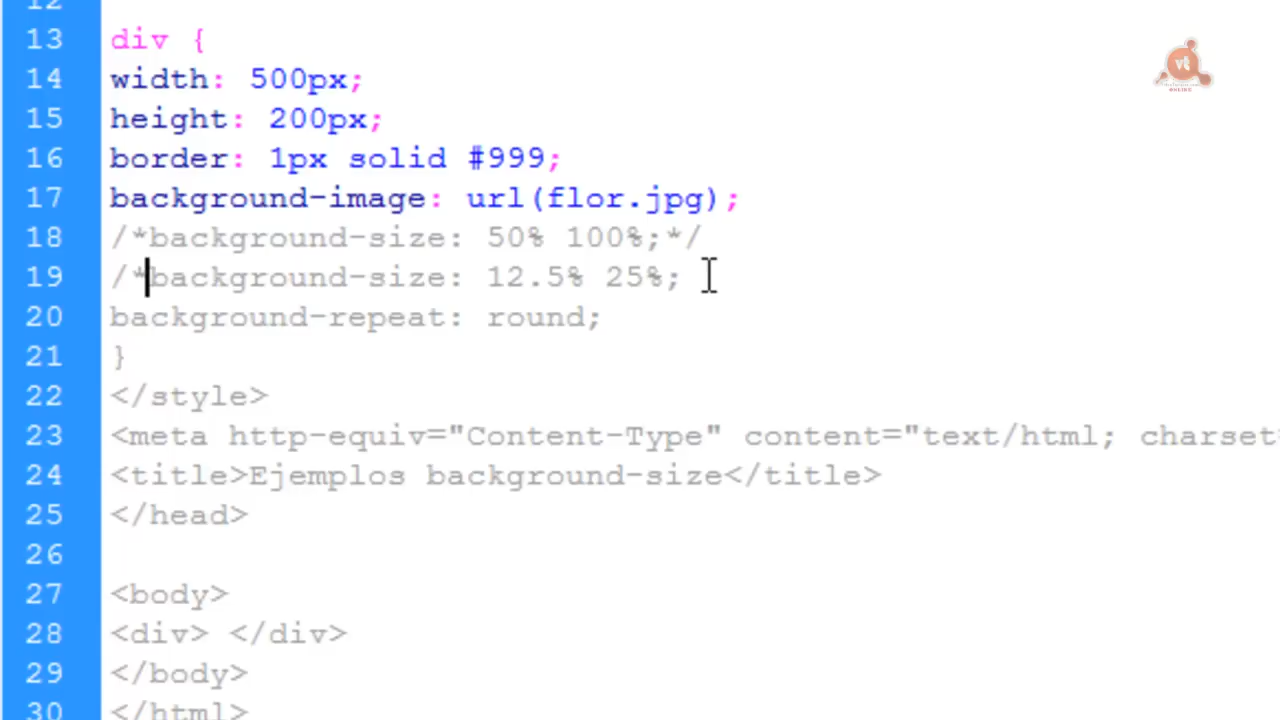 12
13 div {
14 width: 500px;
15 height: 200px;
16 border: 1px solid #999;
17 background-image: url(flor.jpg);
18 /*background-size: 50% 100%;*/
19 /*background-size: 12.5% 25%;
20 background-repeat: round;
21 }
22 </style>
23 <meta http-equiv="Content-Type" content="text/html; charset=
24 <title>Ejemplos background-size</title>
25 </head>
26
27 <body>
28 <div> </div>
29 </body>
30 </html>
vt